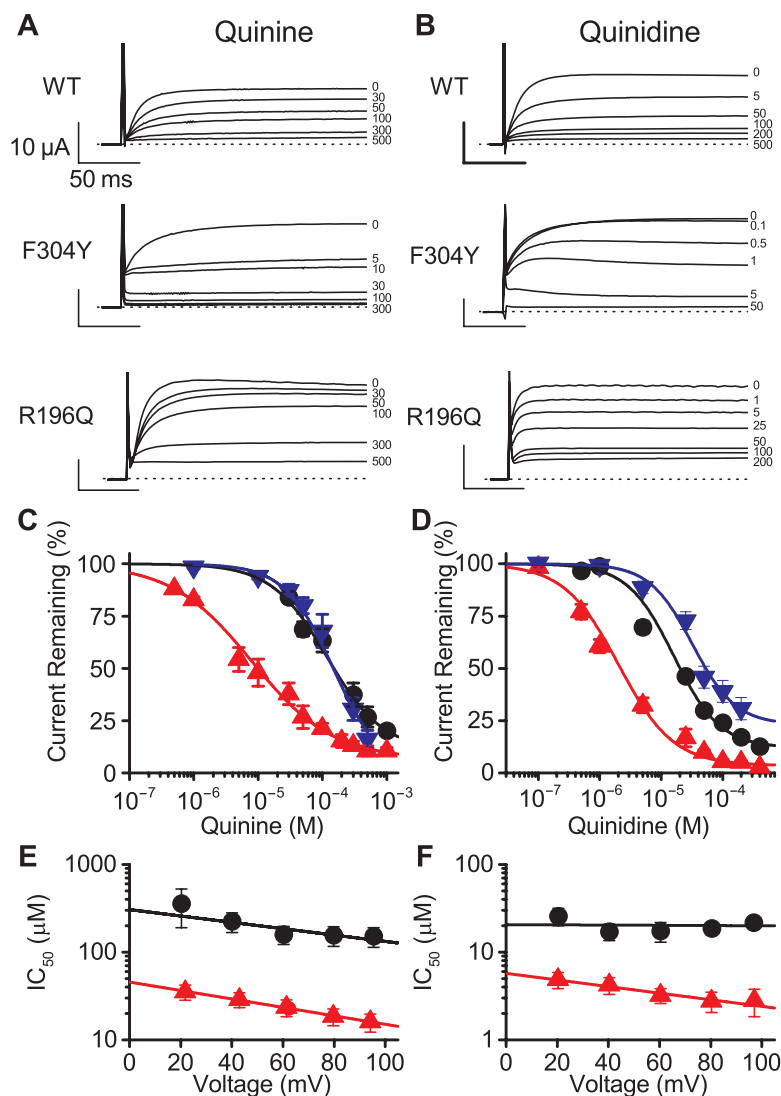 A Quinine
WT
0
30
50
100
300
500
10 µA
50 ms
F304Y
0
5
10
30
100
300
R196Q
0
30
50
100
300
500
B Quinidine
WT
0
5
50
100
200
500
F304Y
0
0.1
0.5
1
5
50
R196Q
0
1
5
25
50
100
200
C
Current Remaining (%)
100
75
50
25
0
10⁻⁷ 10⁻⁶ 10⁻⁵ 10⁻⁴ 10⁻³
Quinine (M)
D
Current Remaining (%)
100
75
50
25
0
10⁻⁷ 10⁻⁶ 10⁻⁵ 10⁻⁴
Quinidine (M)
E
IC₅₀ (µM)
1000
100
10
0 20 40 60 80 100
Voltage (mV)
F
IC₅₀ (µM)
100
10
1
0 20 40 60 80 100
Voltage (mV)